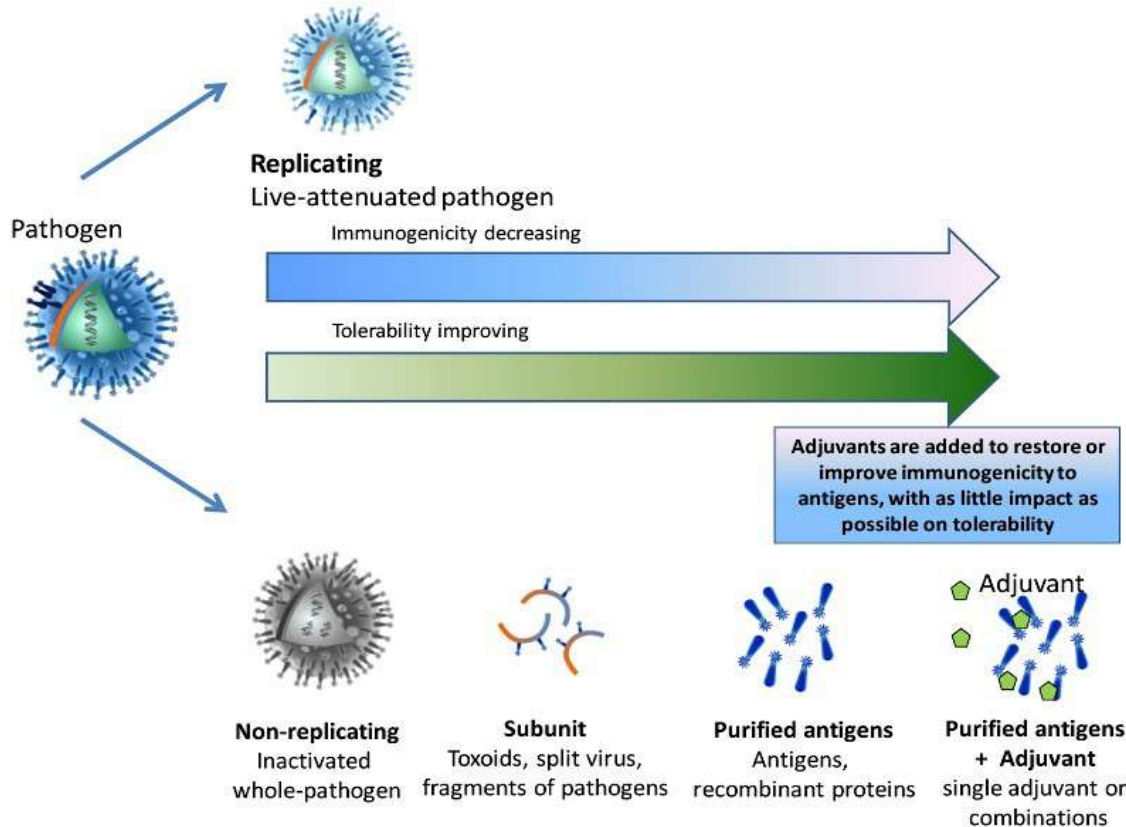 Replicating
Live-attenuated pathogen
Pathogen
Immunogenicity decreasing
Tolerability improving
Adjuvants are added to restore or
improve immunogenicity to
antigens, with as little impact as
possible on tolerability
Adjuvant
Non-replicating
Inactivated
whole-pathogen
Subunit
Toxoids, split virus,
fragments of pathogens
Purified antigens
Antigens,
recombinant proteins
Purified antigens
+ Adjuvant
single adjuvant or
combinations